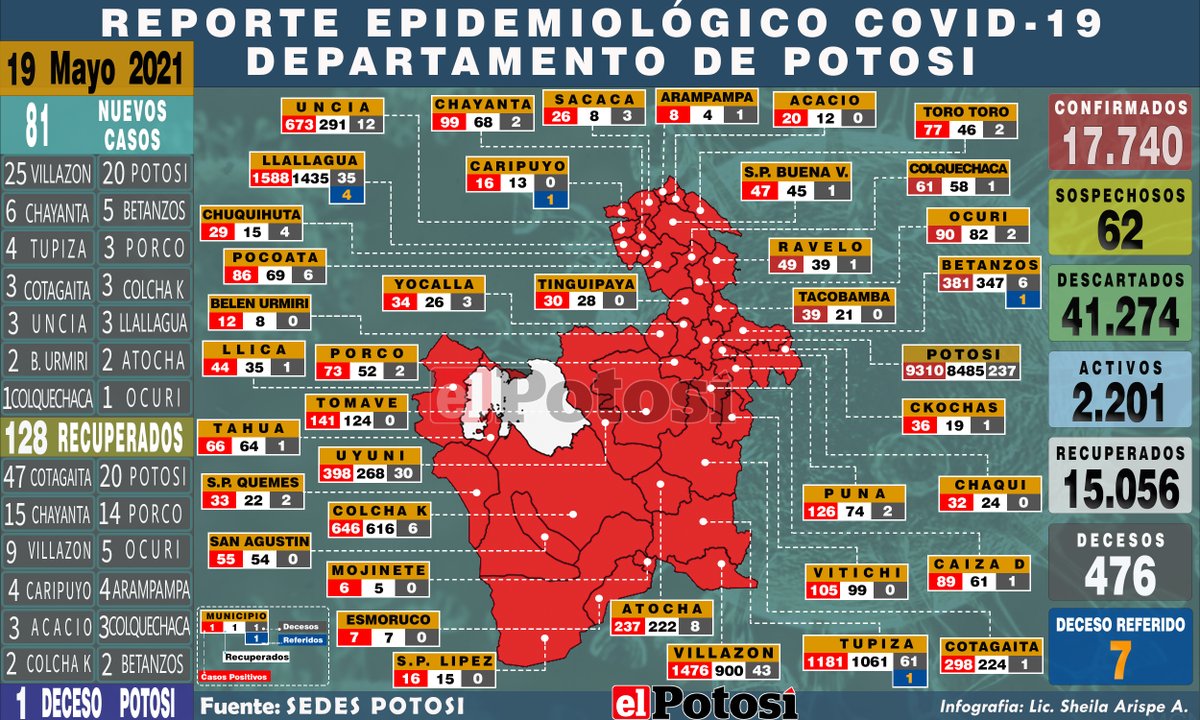 REPORTE EPIDEMIOLÓGICO COVID-19
DEPARTAMENTO DE POTOSI
19 Mayo 2021
81 NUEVOS CASOS
25 VILLAZON 20 POTOSI
6 CHAYANTA 5 BETANZOS
4 TUPIZA 3 PORCO
3 COTAGAITA 3 COLCHA K
3 UNCIA 3 LLALLAGUA
2 B. URMIRI 2 ATOCHA
1 COLQUECHACA 1 OCURI
128 RECUPERADOS
47 COTAGAITA 20 POTOSI
15 CHAYANTA 14 PORCO
9 VILLAZON 5 OCURI
4 CARIPUYO 4 ARAMPAMPA
3 ACACIO 3 COLQUECHACA
2 COLCHA K 2 BETANZOS
1 DECESO POTOSI
UNCIA
673 291 12
CHAYANTA
99 68 2
SACACA
26 8 3
ARAMPAMPA
8 4 1
ACACIO
20 12 0
TORO TORO
77 46 2
LLALLAGUA
1588 1435 35
4
CARIPUYO
16 13 0
1
S.P. BUENA V.
47 45 1
COLQUECHACA
61 58 1
CHUQUIHUTA
29 15 4
OCURI
90 82 2
POCOATA
86 69 6
RAVELO
49 39 1
YOCALLA
34 26 3
TINGUIPAYA
30 28 0
TACOBAMBA
39 21 0
BETANZOS
381 347 6
1
BELEN URMIRI
12 8 0
LLICA
44 35 1
PORCO
73 52 2
POTOSI
9310 8485 237
TOMAVE
141 124 0
CKOCHAS
36 19 1
TAHUA
66 64 1
UYUNI
398 268 30
S.P. QUEMES
33 22 2
PUNA
126 74 2
CHAQUI
32 24 0
COLCHA K
646 616 6
SAN AGUSTIN
55 54 0
MOJINETE
6 5 0
VITICHI
105 99 0
CAIZA D
89 61 1
ESMORUCO
7 7 0
ATOCHA
237 222 8
S.P. LIPEZ
16 15 0
VILLAZON
1476 900 43
TUPIZA
1181 1061 61
1
COTAGAITA
298 224 1
el Potosí
MUNICIPIO
1 1 1 Decesos
1 Referidos
Recuperados
Casos Positivos
CONFIRMADOS
17.740
SOSPECHOSOS
62
DESCARTADOS
41.274
ACTIVOS
2.201
RECUPERADOS
15.056
DECESOS
476
DECESO REFERIDO
7
Fuente: SEDES POTOSI
el Potosí
Infografia: Lic. Sheila Arispe A.